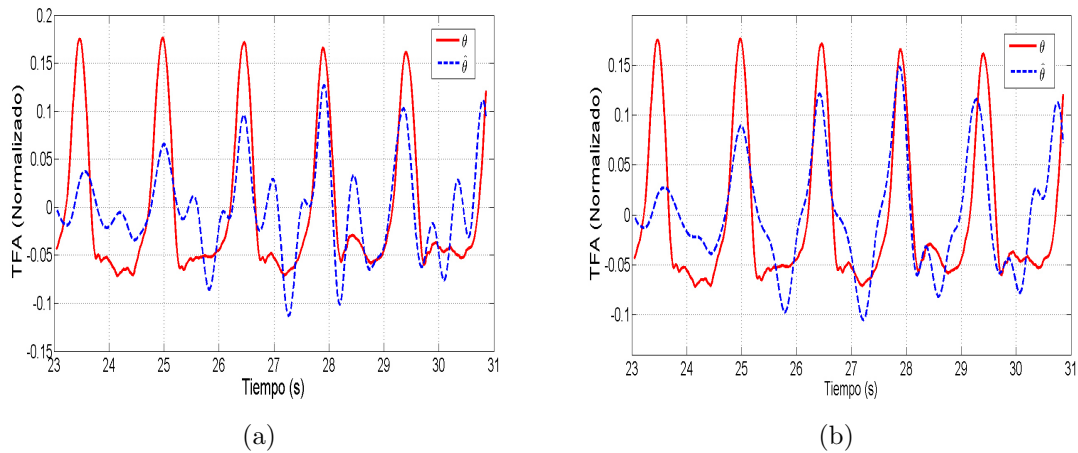 0.2
0.15
0.1
0.05
0
-0.05
-0.1
-0.15
TFA (Normalizado)
23 24 25 26 27 28 29 30 31
Tiempo (s)
θ
θ̂
(a)
0.15
0.1
0.05
0
-0.05
-0.1
TFA (Normalizado)
23 24 25 26 27 28 29 30 31
Tiempo (s)
θ
θ̂
(b)